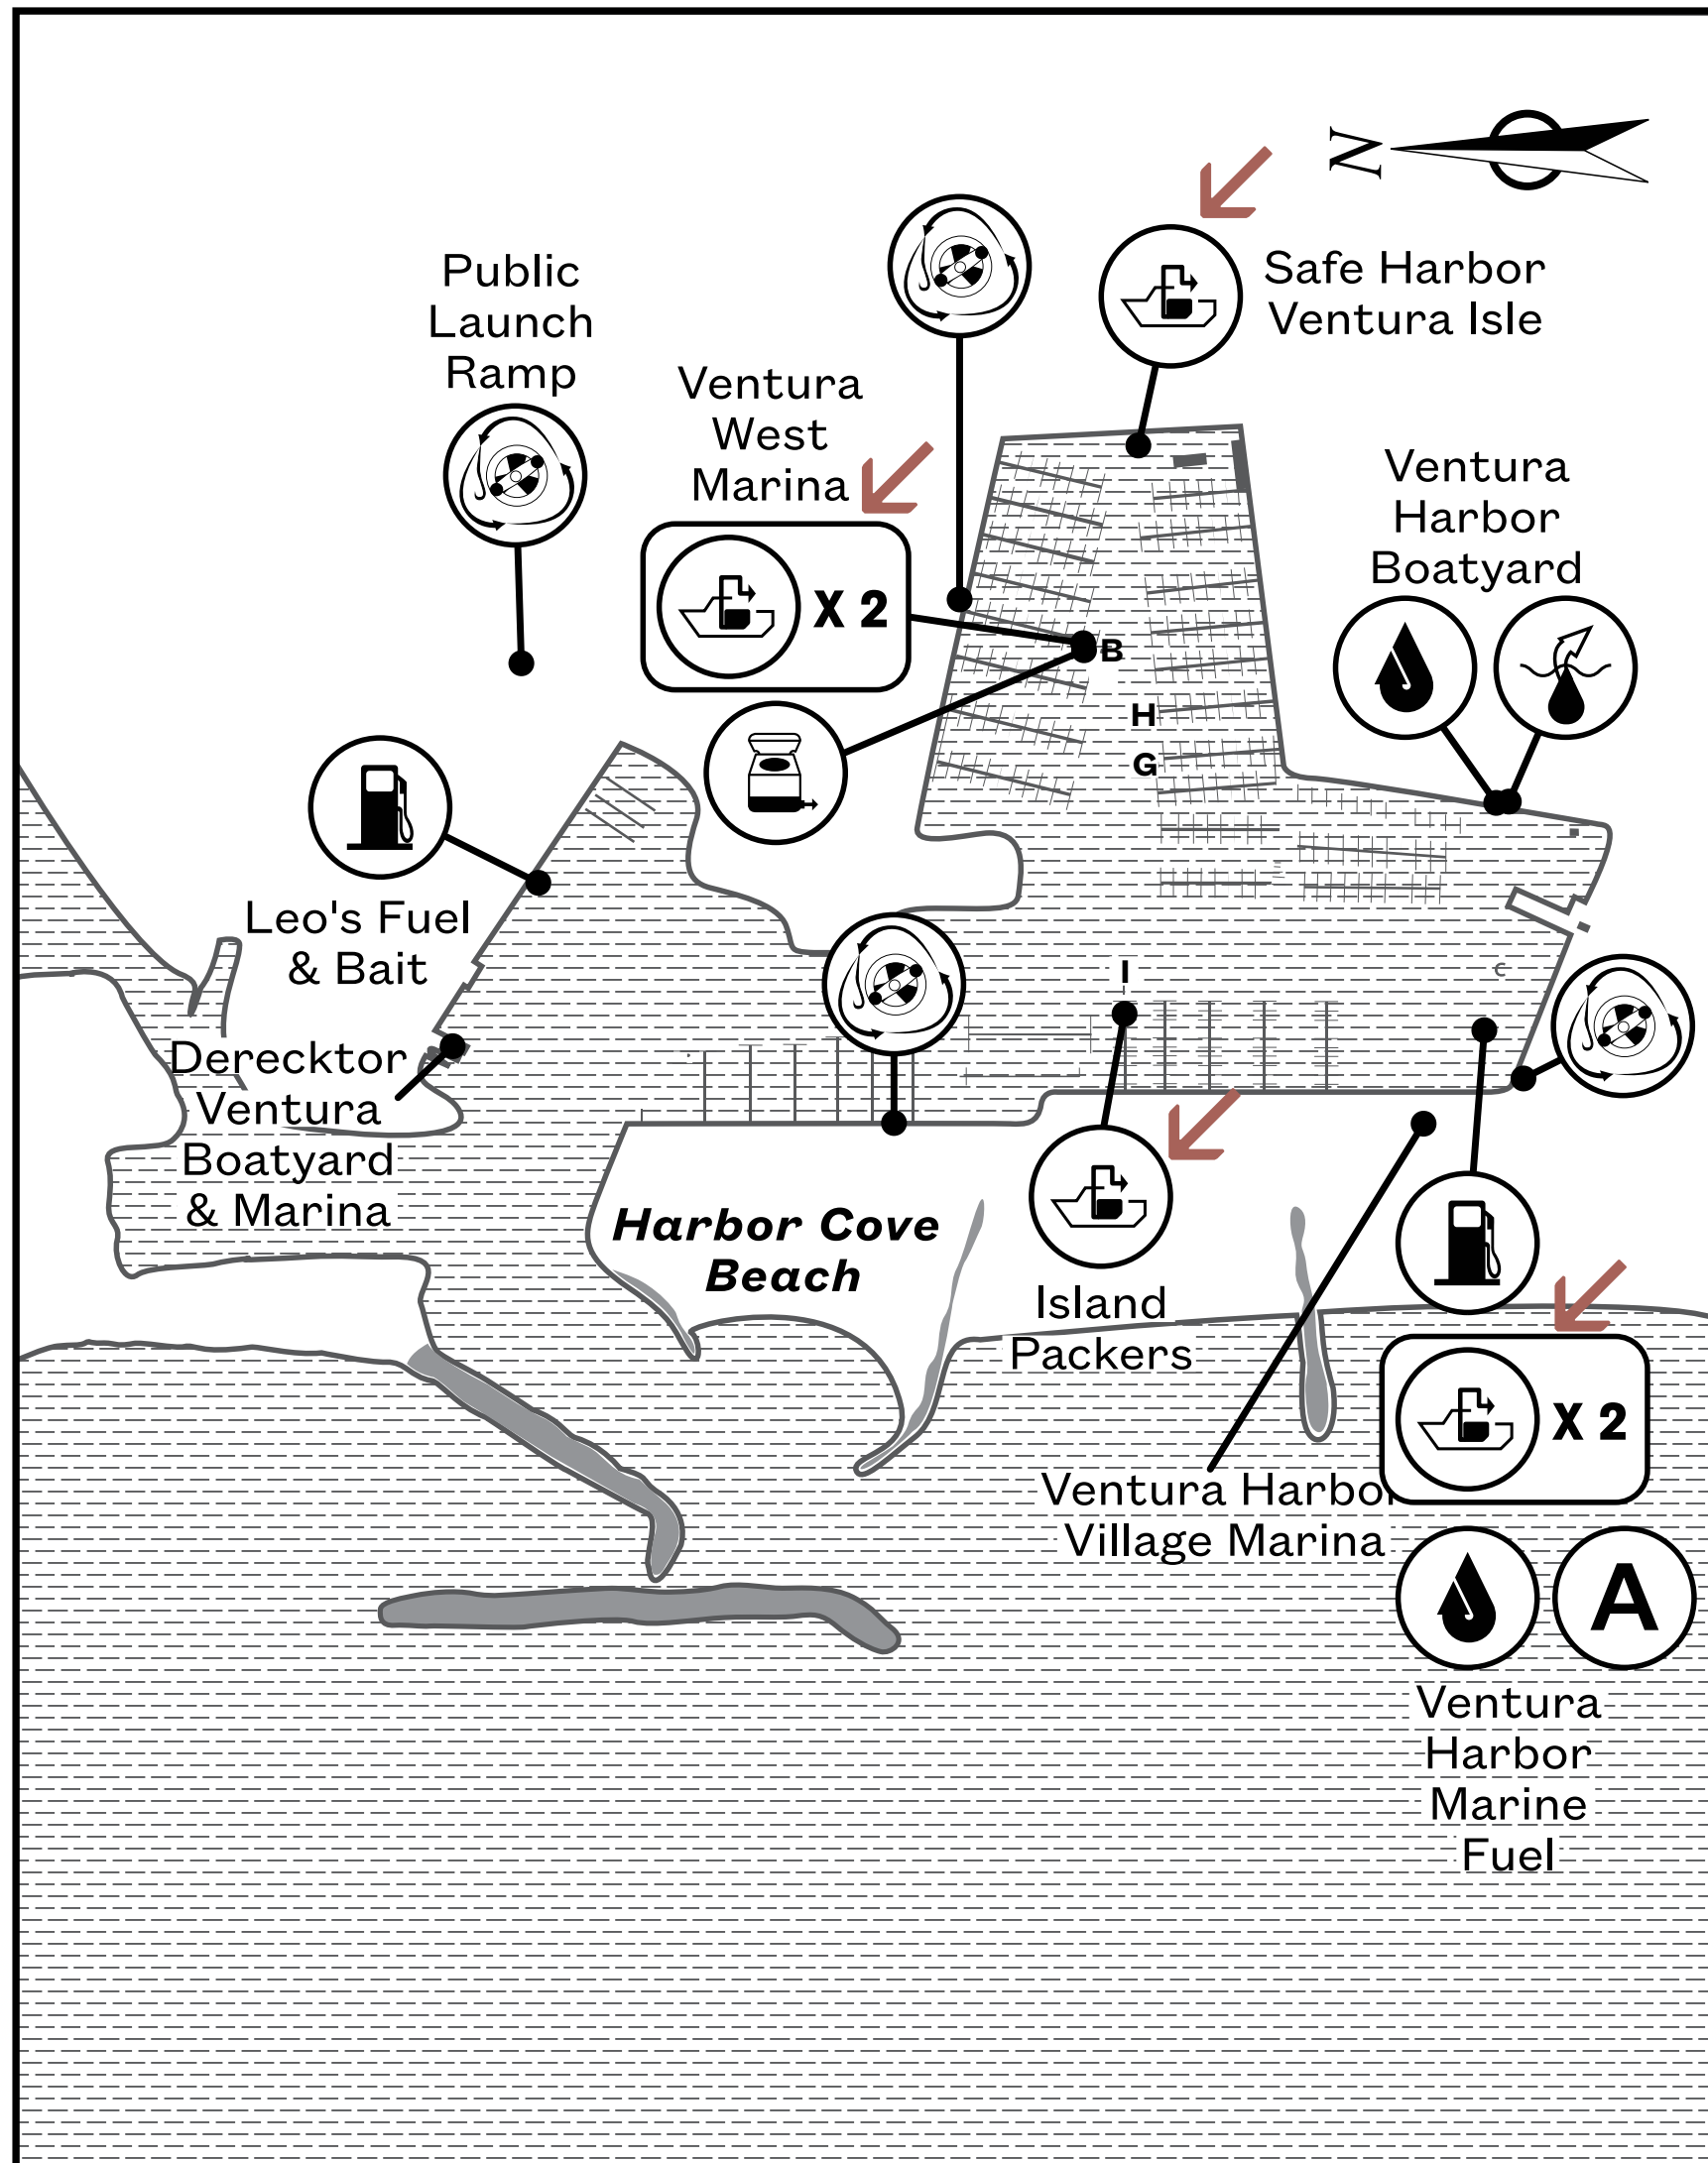 N
Safe Harbor
Ventura Isle
Public
Launch
Ramp
Ventura
West
Marina
X 2
Ventura
Harbor
Boatyard
B
H
G
Leo's Fuel
& Bait
I
C
Derecktor
Ventura
Boatyard
& Marina
Harbor Cove
Beach
Island
Packers
X 2
Ventura Harbor
Village Marina
A
Ventura
Harbor
Marine
Fuel